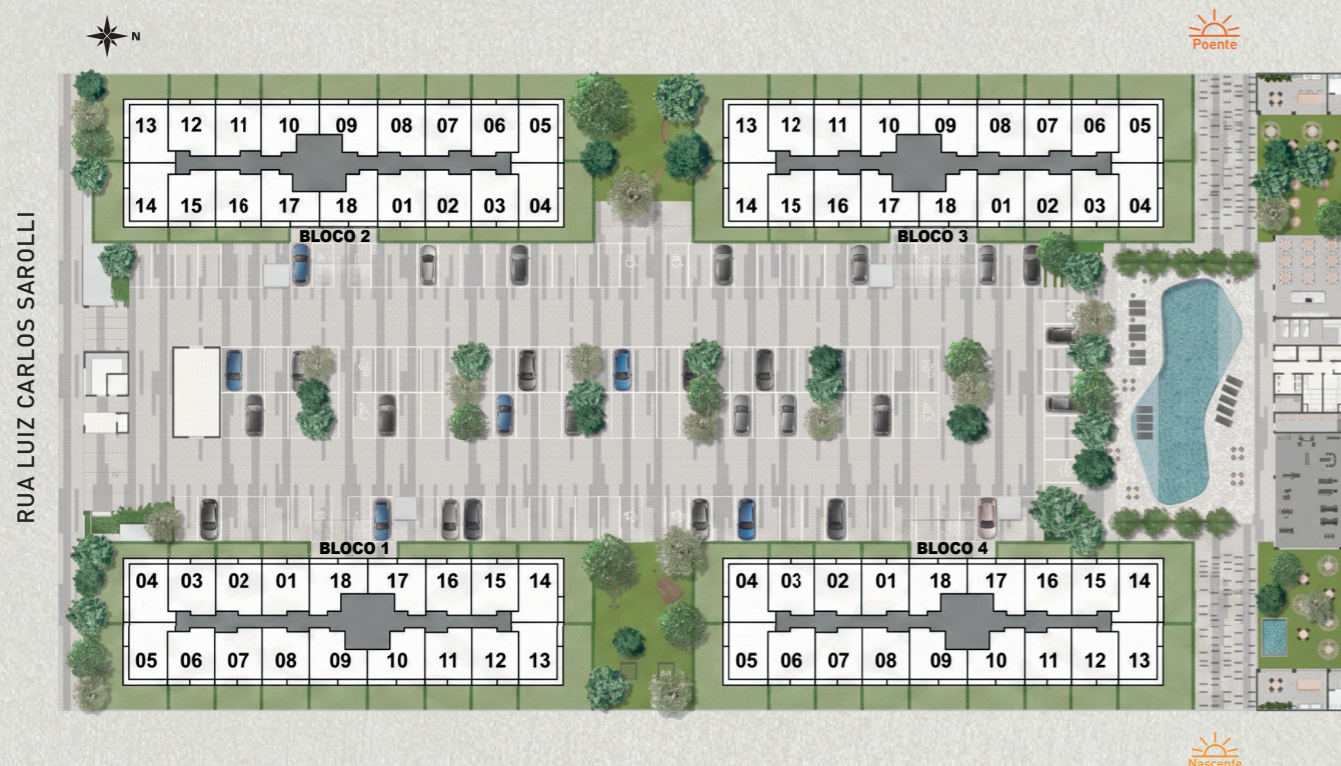 N
Poente
RUA LUIZ CARLOS SAROLLI
13 12 11 10 09 08 07 06 05
14 15 16 17 18 01 02 03 04
BLOCO 2
13 12 11 10 09 08 07 06 05
14 15 16 17 18 01 02 03 04
BLOCO 3
BLOCO 1
04 03 02 01 18 17 16 15 14
05 06 07 08 09 10 11 12 13
BLOCO 4
04 03 02 01 18 17 16 15 14
05 06 07 08 09 10 11 12 13
Nascente